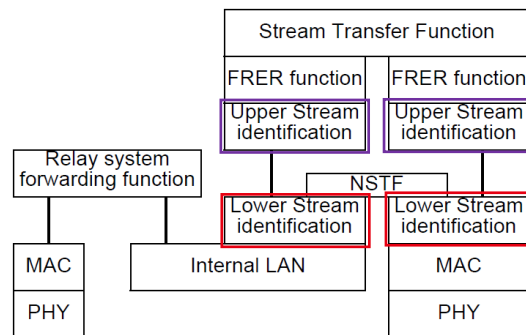 Stream Transfer Function
FRER function
FRER function
Upper Stream
identification
Upper Stream
identification
Relay system
forwarding function
NSTF
Lower Stream
identification
Lower Stream
identification
MAC
Internal LAN
MAC
PHY
PHY